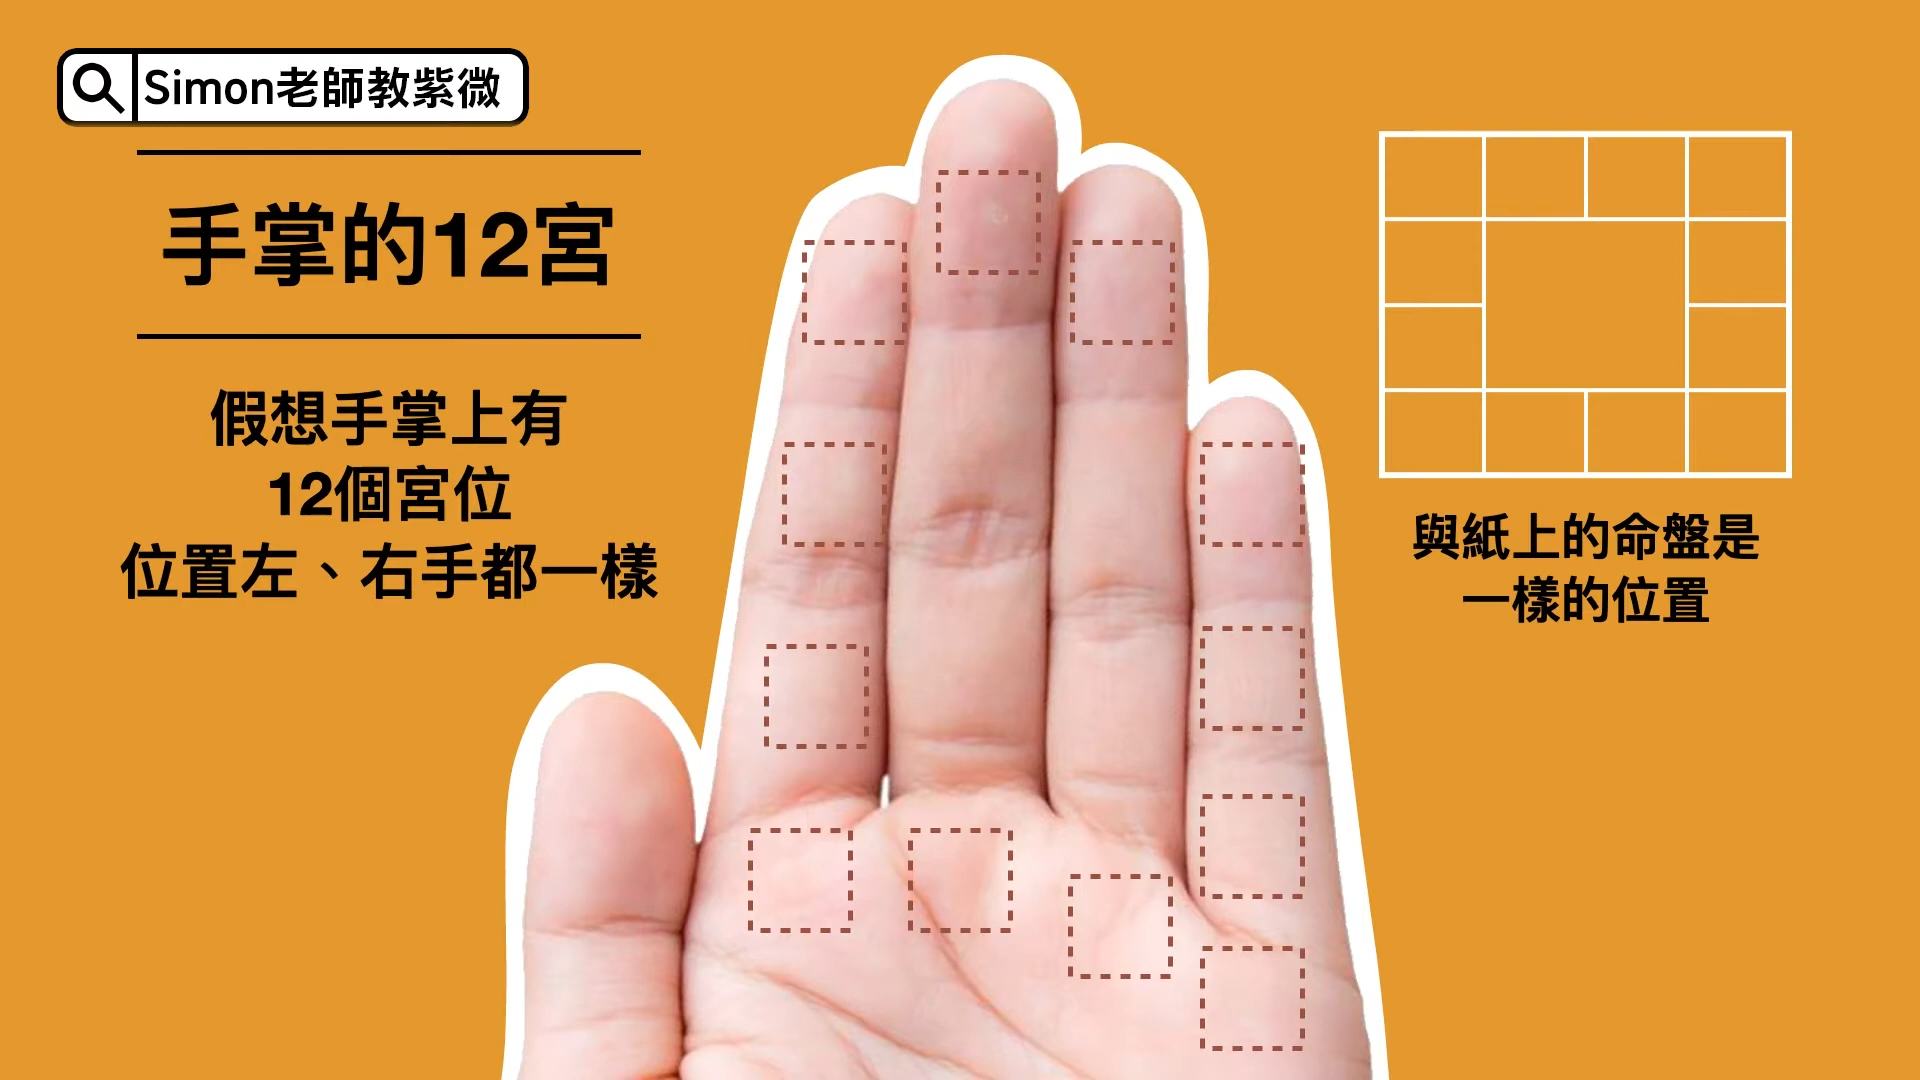 Simon老師教紫微
手掌的12宮
假想手掌上有
12個宮位
位置左、右手都一樣
與紙上的命盤是
一樣的位置